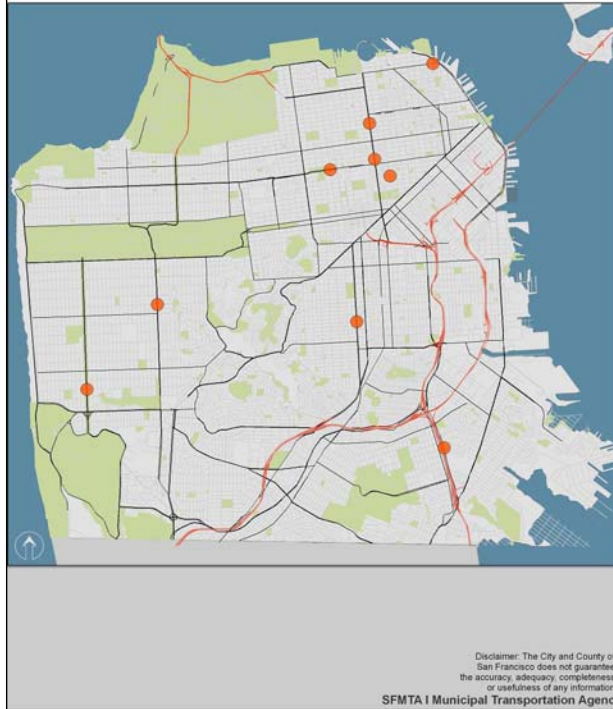 Disclaimer: The City and County o
San Francisco does not guarantee
the accuracy, adequacy, completeness
or usefulness of any information
SFMTA I Municipal Transportation Agenc